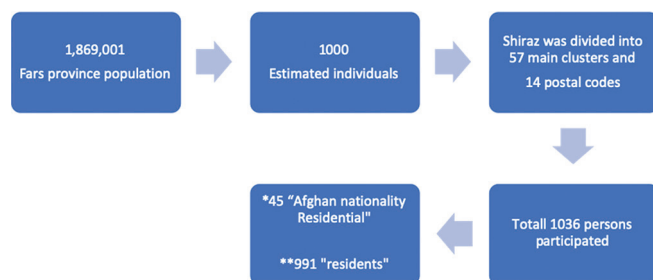 1,869,001
Fars province population
1000
Estimated individuals
Shiraz was divided into
57 main clusters and
14 postal codes
Totall 1036 persons
participated
*45 “Afghan nationality
Residential"
**991 "residents"